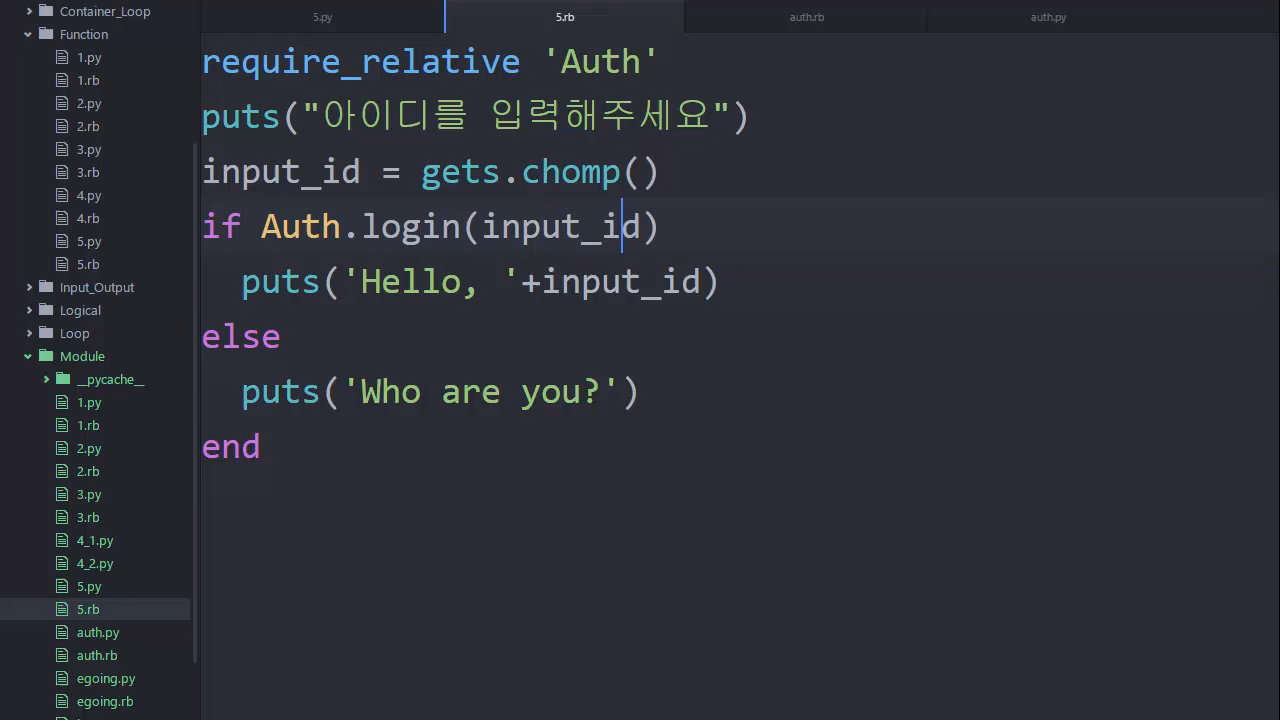 Container_Loop
Function
1.py
1.rb
2.py
2.rb
3.py
3.rb
4.py
4.rb
5.py
5.rb
Input_Output
Logical
Loop
Module
__pycache__
1.py
1.rb
2.py
2.rb
3.py
3.rb
4_1.py
4_2.py
5.py
5.rb
auth.py
auth.rb
egoing.py
egoing.rb
5.py 5.rb auth.rb auth.py
require_relative 'Auth'
puts("아이디를 입력해주세요")
input_id = gets.chomp()
if Auth.login(input_id)
  puts('Hello, '+input_id)
else
  puts('Who are you?')
end